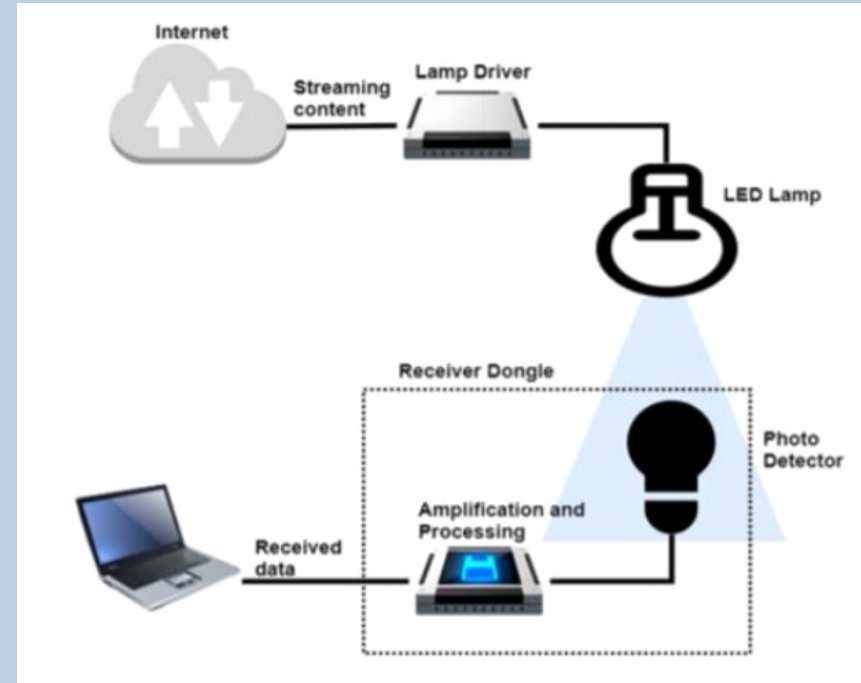 Internet
Streaming
content
Lamp Driver
LED Lamp
Receiver Dongle
Photo
Detector
Amplification and
Processing
Received
data